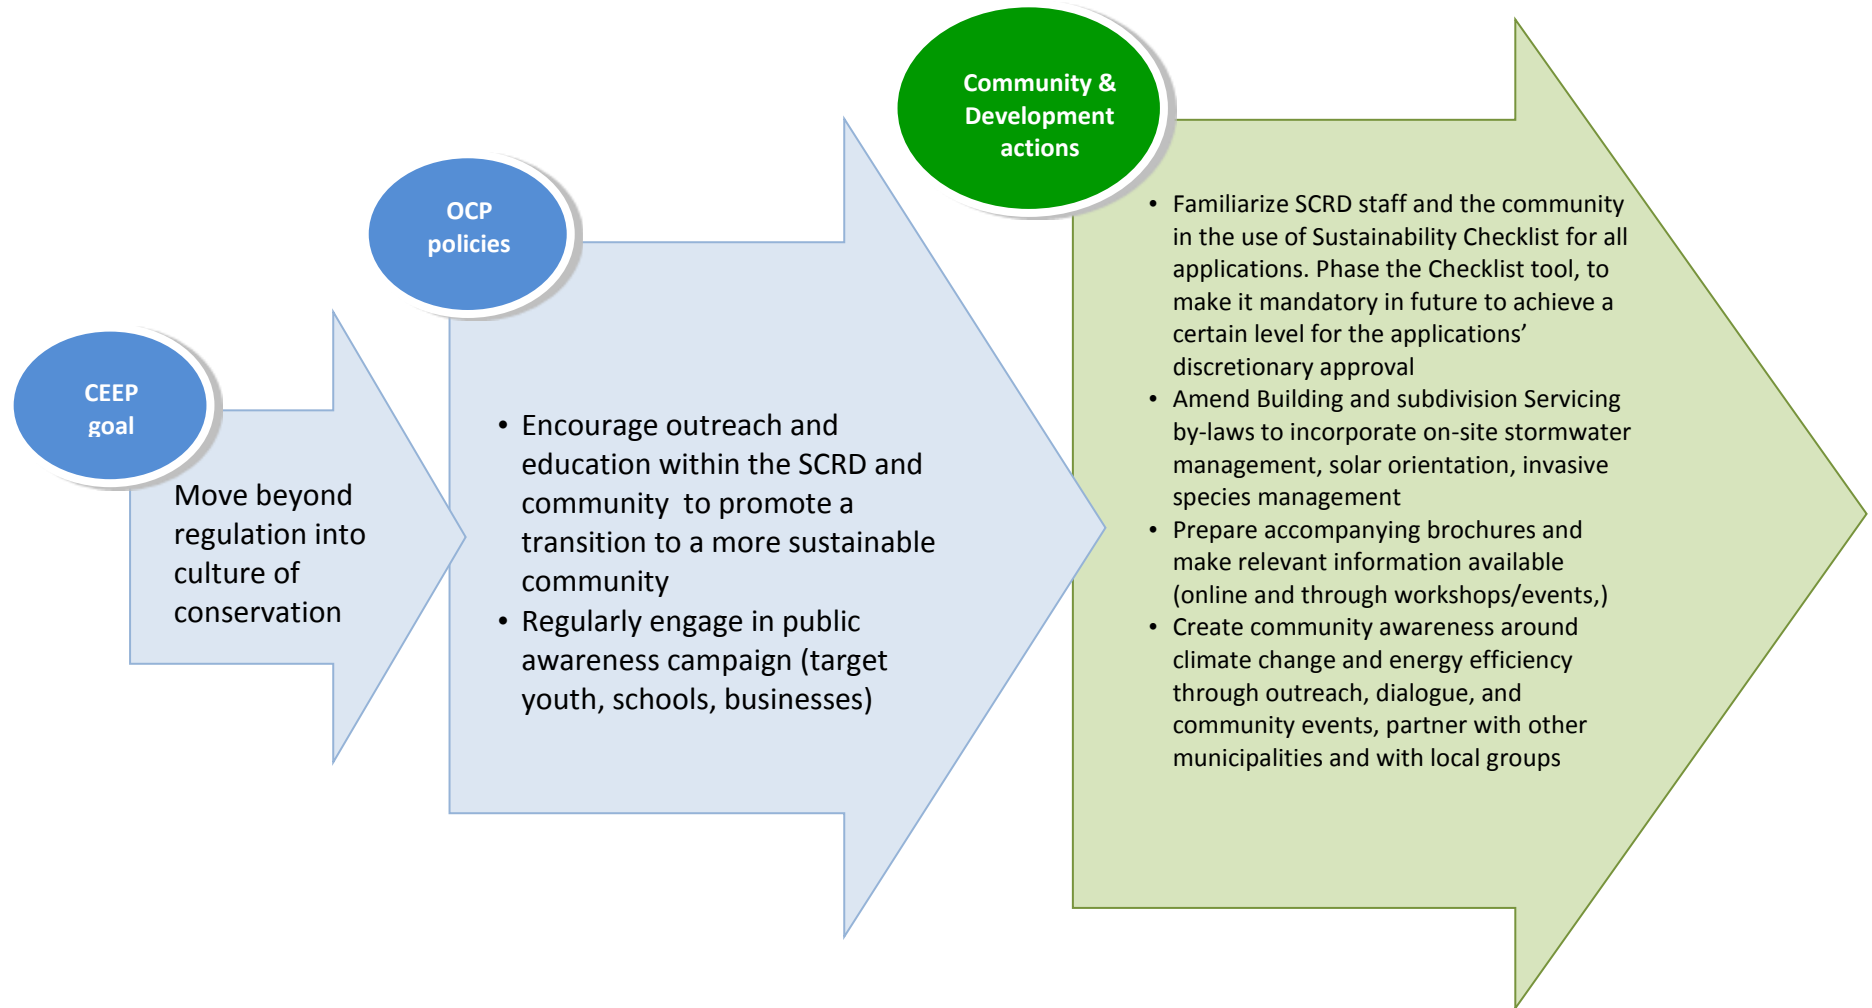 CEEP
goal
Move beyond
regulation into
culture of
conservation
OCP
policies
• Encourage outreach and
education within the SCRD and
community  to promote a
transition to a more sustainable
community
• Regularly engage in public
awareness campaign (target
youth, schools, businesses)
Community &
Development
actions
• Familiarize SCRD staff and the community
in the use of Sustainability Checklist for all
applications. Phase the Checklist tool, to
make it mandatory in future to achieve a
certain level for the applications’
discretionary approval
• Amend Building and subdivision Servicing
by-laws to incorporate on-site stormwater
management, solar orientation, invasive
species management
• Prepare accompanying brochures and
make relevant information available
(online and through workshops/events,)
• Create community awareness around
climate change and energy efficiency
through outreach, dialogue, and
community events, partner with other
municipalities and with local groups